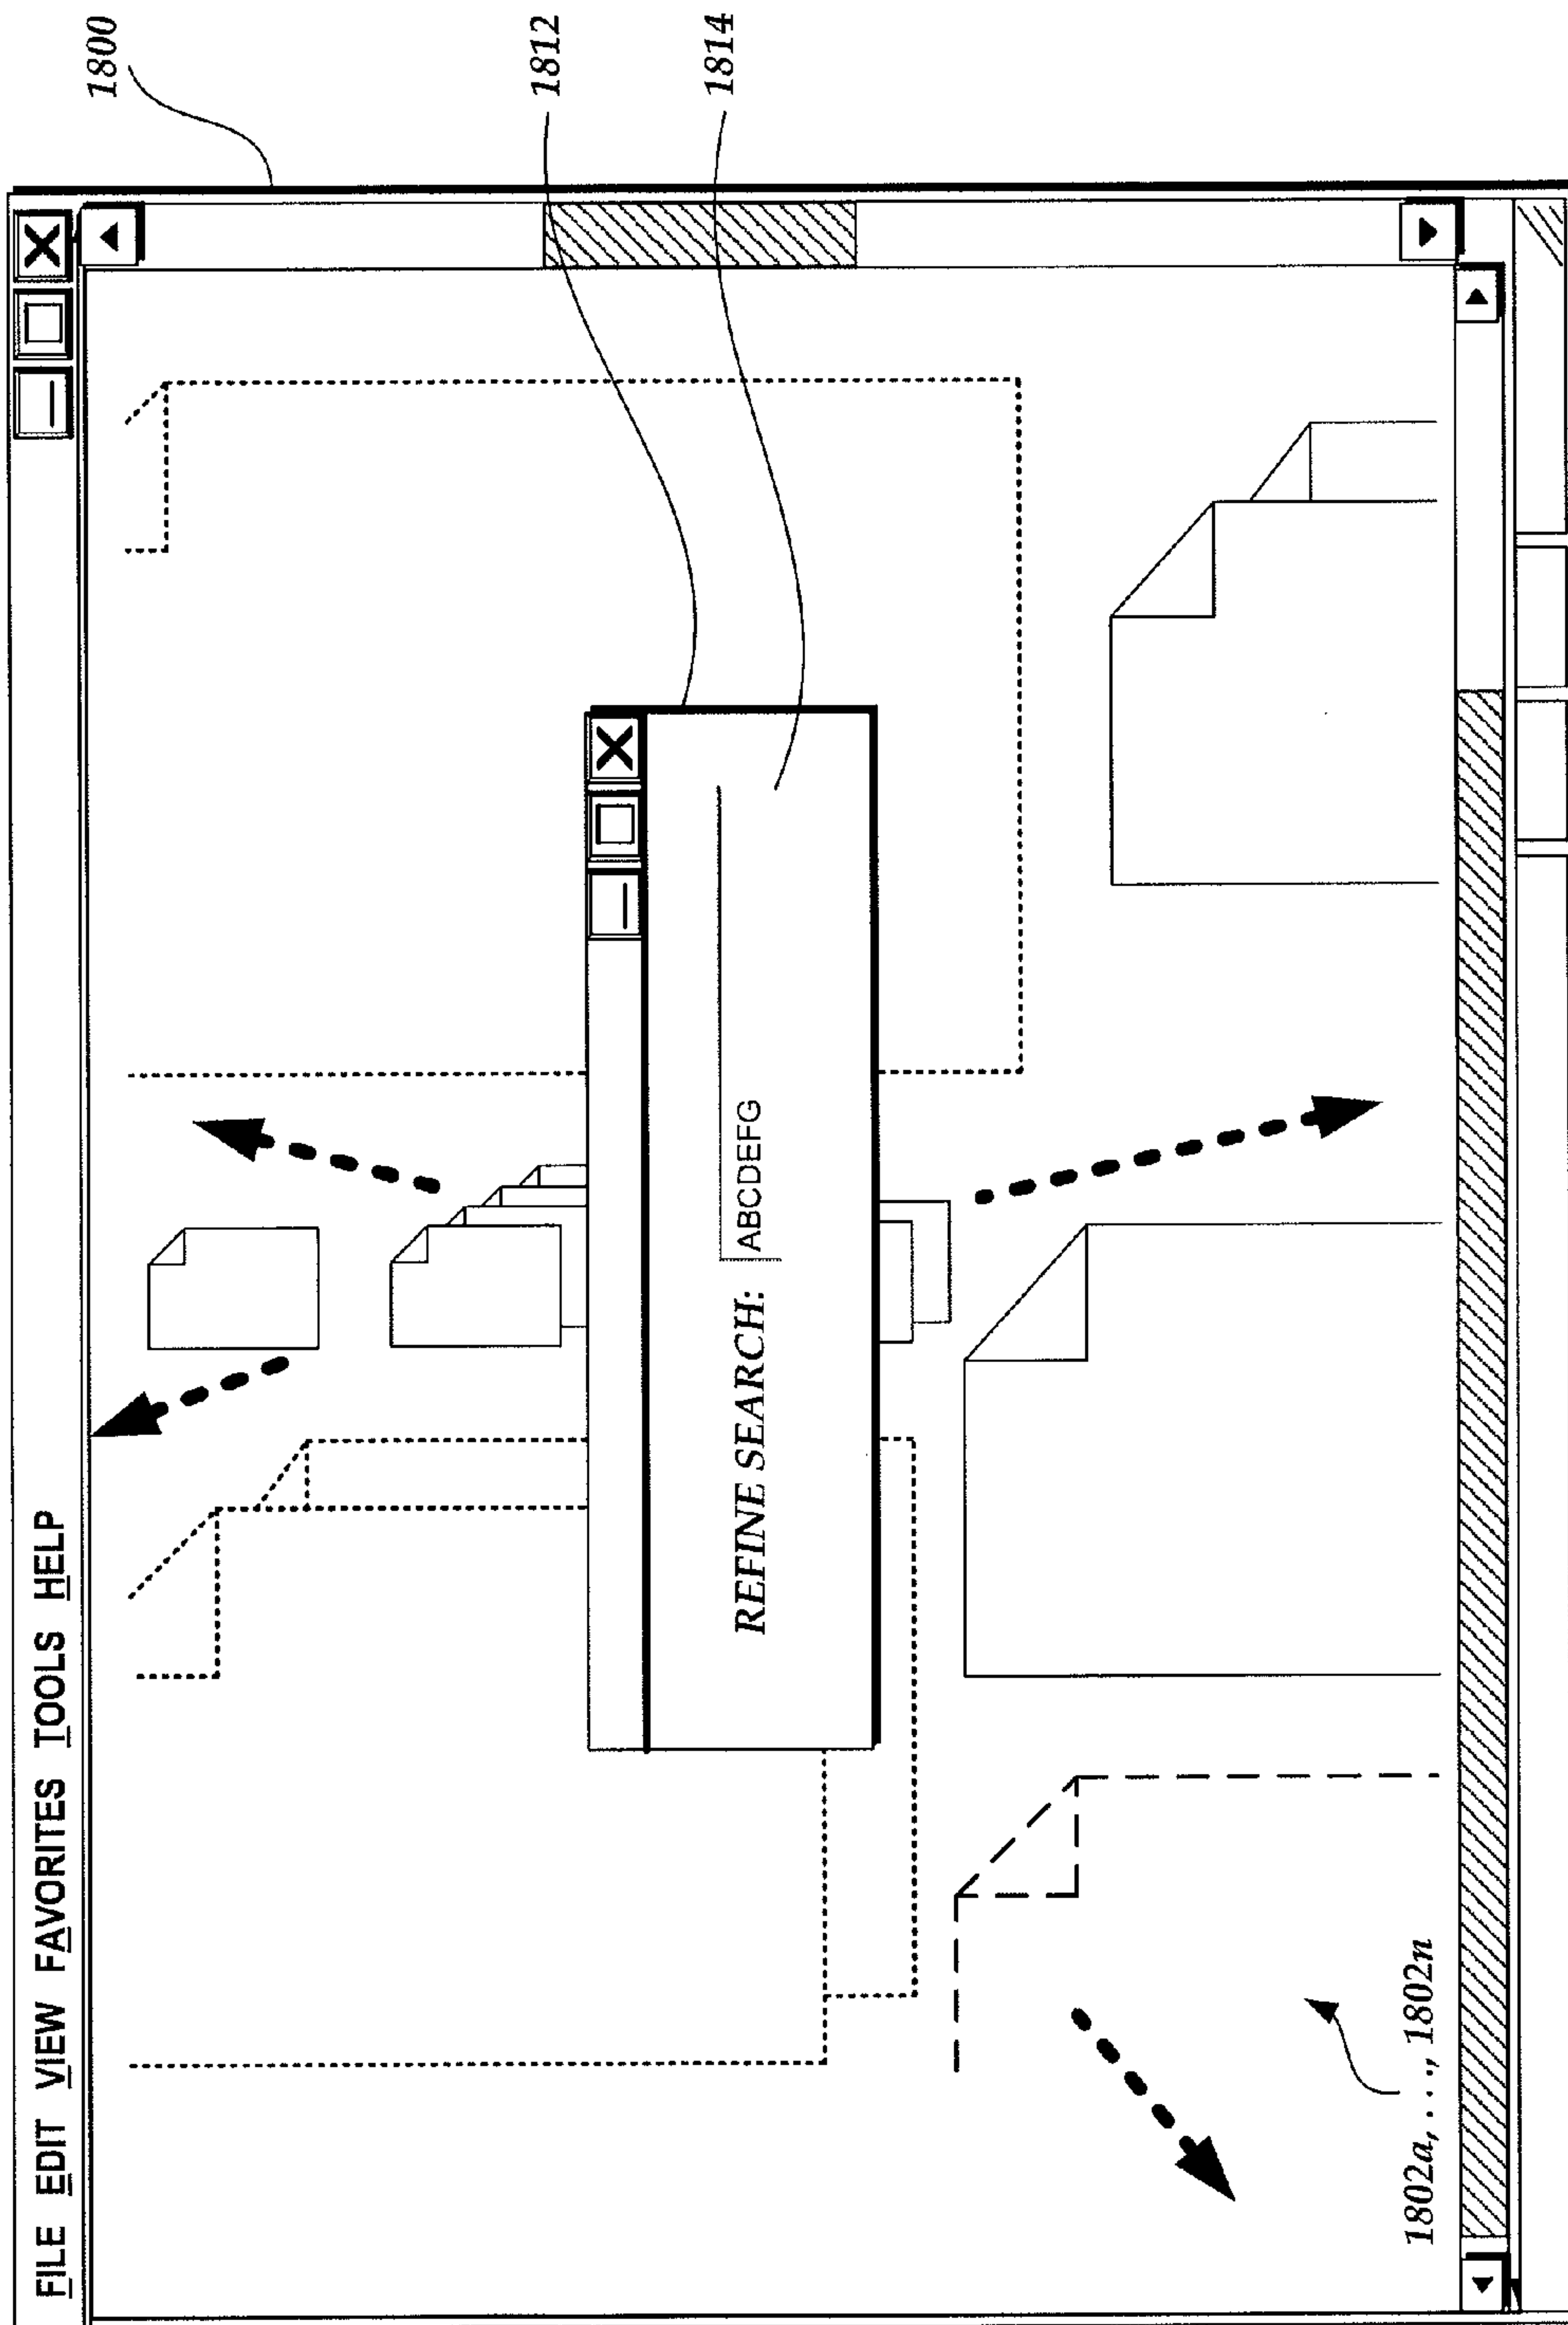 1800
FILE EDIT VIEW FAVORITES TOOLS HELP
1812
1814
REFINE SEARCH: ABCDEFG
1802a, . . ., 1802n